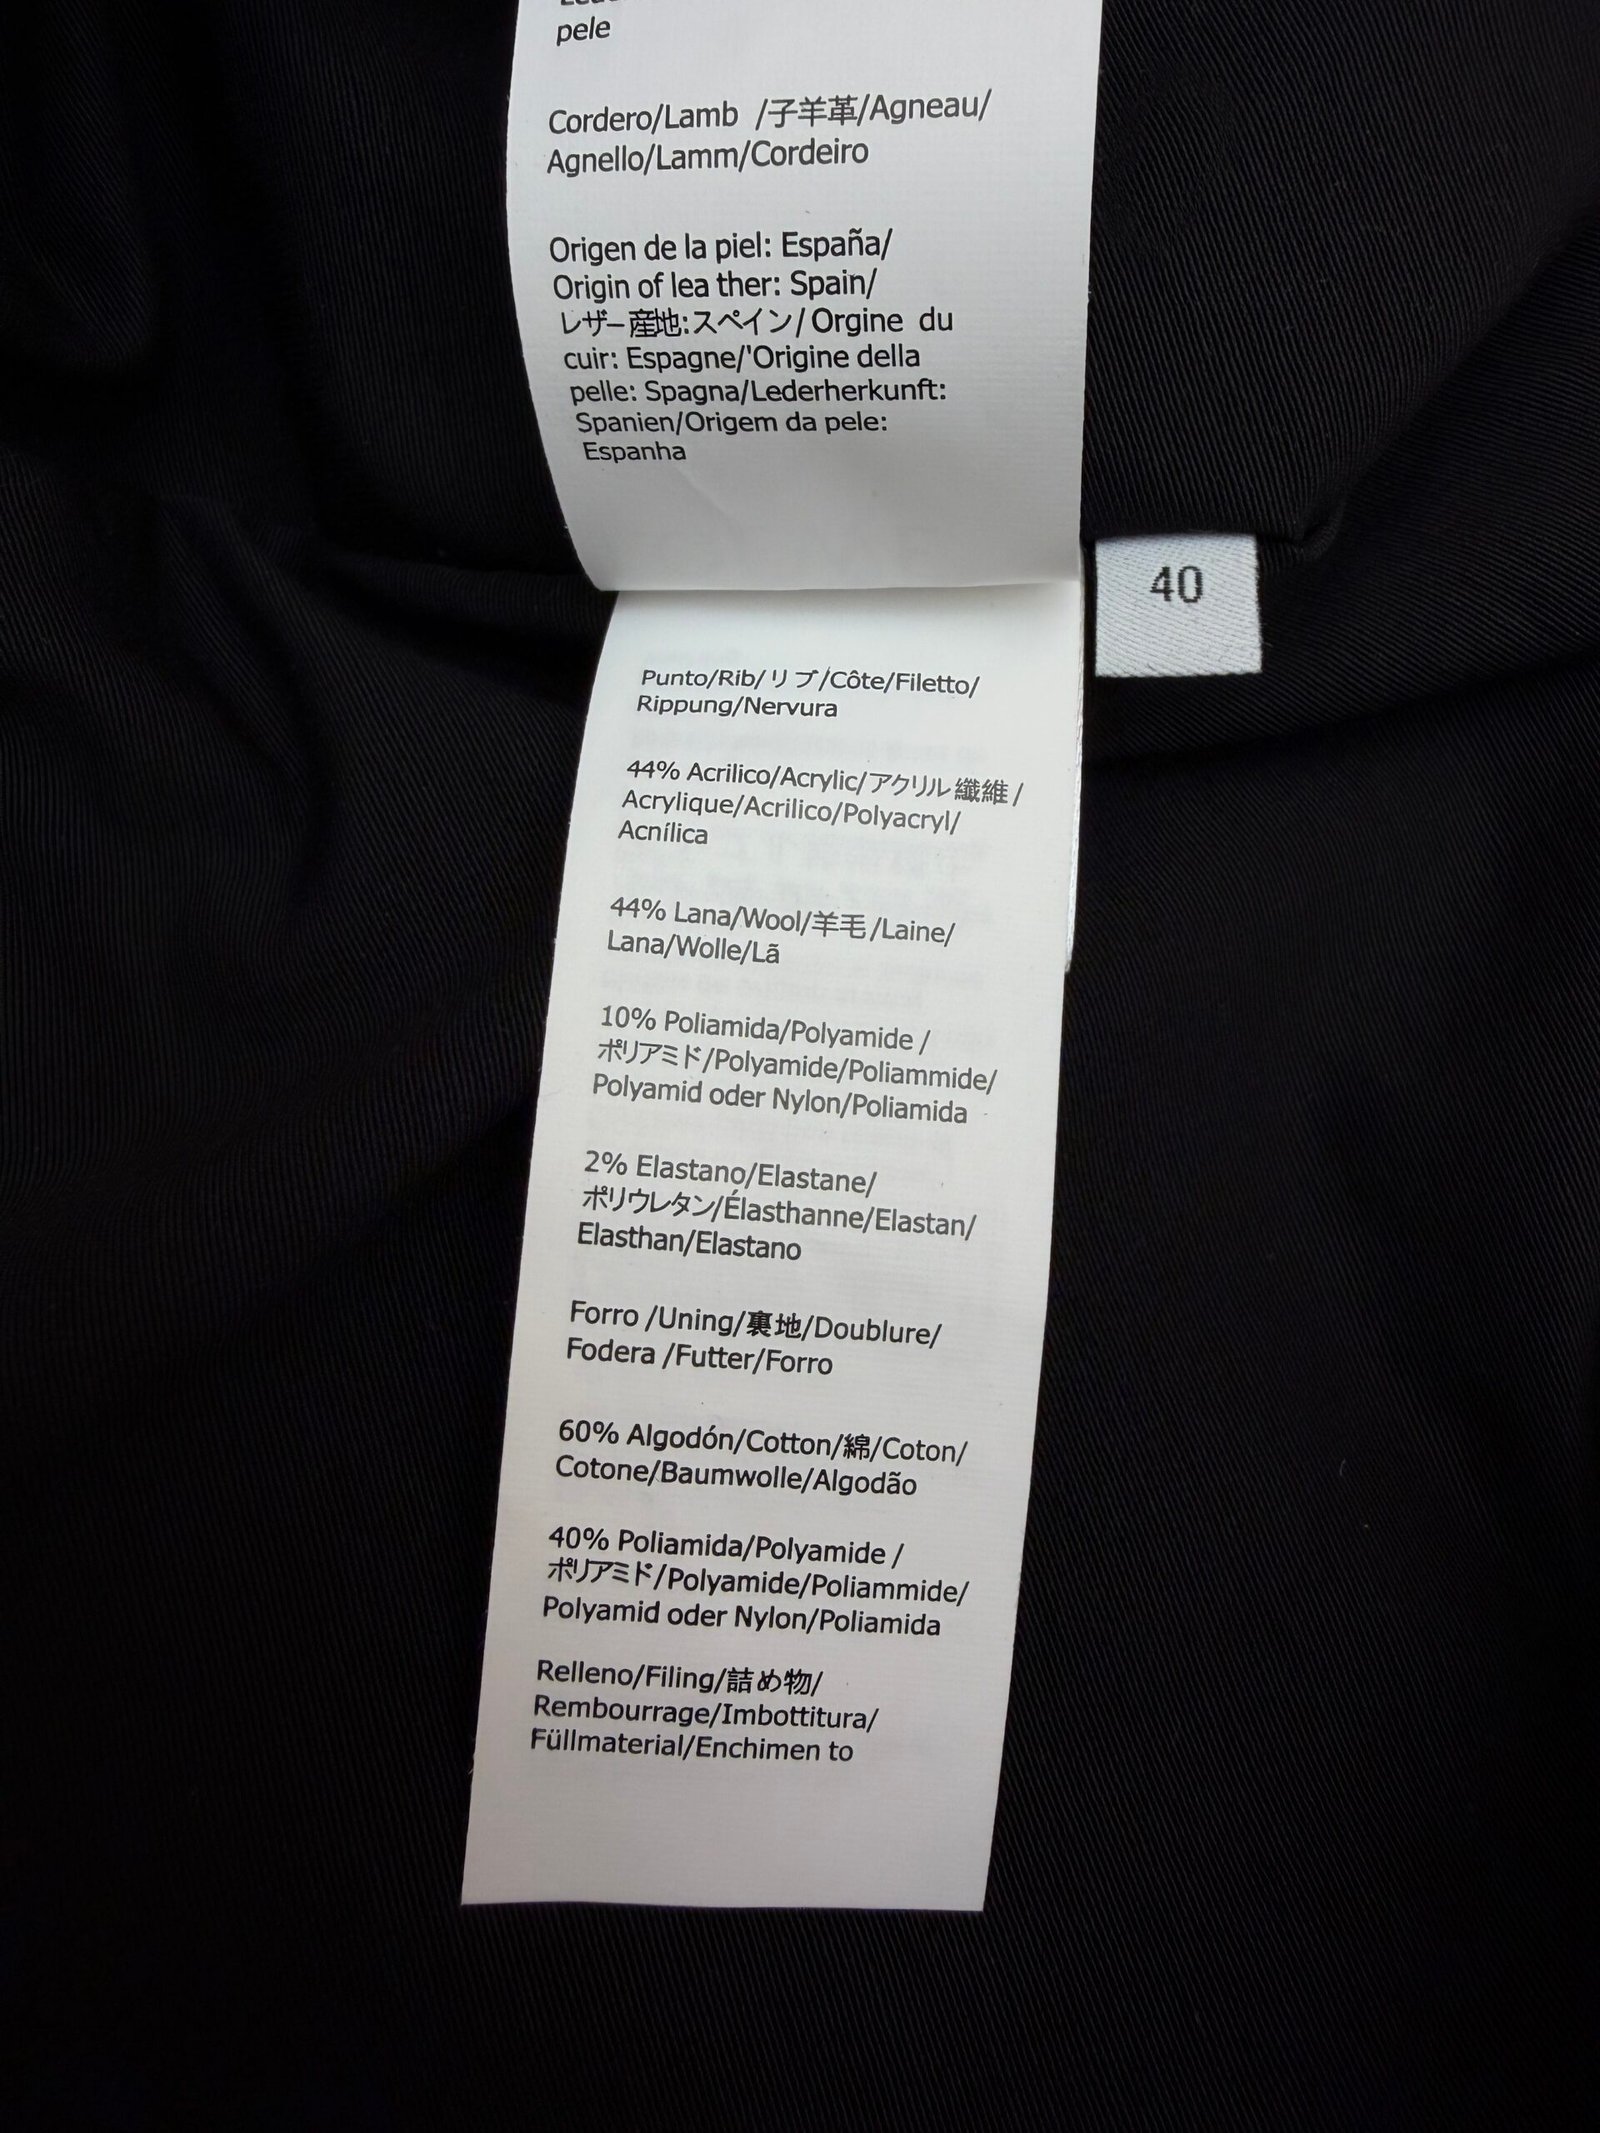 pele
Cordero/Lamb /子羊革/Agneau/
Agnello/Lamm/Cordeiro
Origen de la piel: España/
Origin of lea ther: Spain/
レザー産地:スペイン/ Orgine du
cuir: Espagne/'Origine della
pelle: Spagna/Lederherkunft:
Spanien/Origem da pele:
Espanha
40
Punto/Rib/リブ/Côte/Filetto/
Rippung/Nervura
44% Acrilico/Acrylic/アクリル繊維/
Acrylique/Acrilico/Polyacryl/
Acnílica
44% Lana/Wool/羊毛/Laine/
Lana/Wolle/Lã
10% Poliamida/Polyamide /
ポリアミド/Polyamide/Poliammide/
Polyamid oder Nylon/Poliamida
2% Elastano/Elastane/
ポリウレタン/Élasthanne/Elastan/
Elasthan/Elastano
Forro /Uning/裏地/Doublure/
Fodera /Futter/Forro
60% Algodón/Cotton/綿/Coton/
Cotone/Baumwolle/Algodão
40% Poliamida/Polyamide /
ポリアミド/Polyamide/Poliammide/
Polyamid oder Nylon/Poliamida
Relleno/Filing/詰め物/
Rembourrage/Imbottitura/
Füllmaterial/Enchimen to